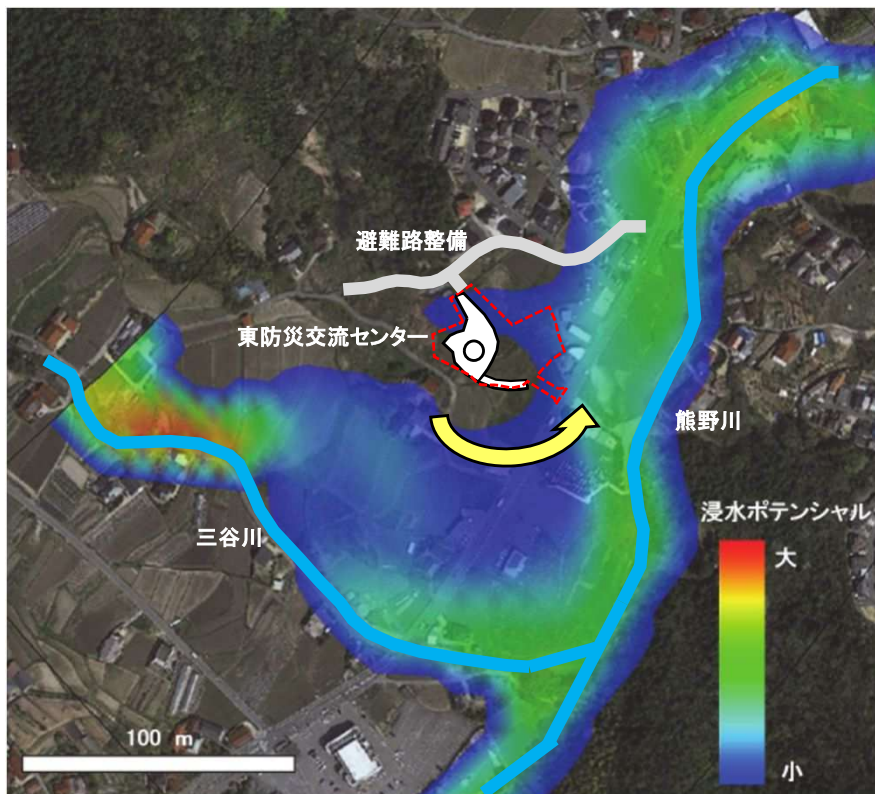 避難路整備
東防災交流センター
熊野川
浸水ポテンシャル
大
三谷川
100 m
小